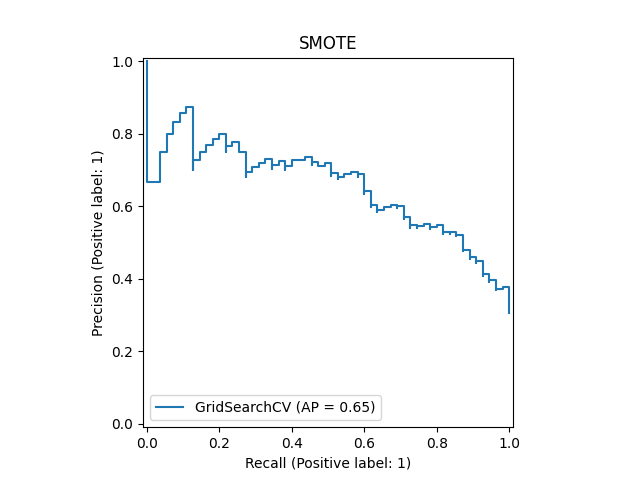 SMOTE
1.0
0.8
0.6
0.4
0.2
0.0
Precision (Positive label: 1)
GridSearchCV (AP = 0.65)
0.0 0.2 0.4 0.6 0.8 1.0
Recall (Positive label: 1)